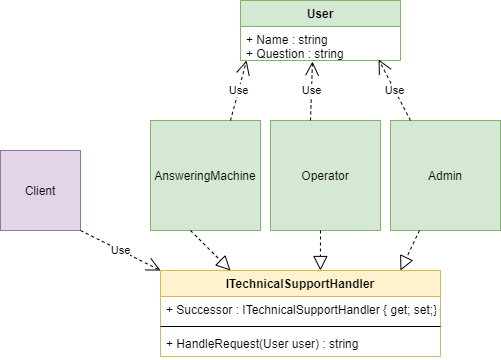 User
+ Name : string
+ Question : string
Use
Use
Use
AnsweringMachine
Operator
Admin
Client
Use
ITechnicalSupportHandler
+ Successor : ITechnicalSupportHandler { get; set;}
+ HandleRequest(User user) : string